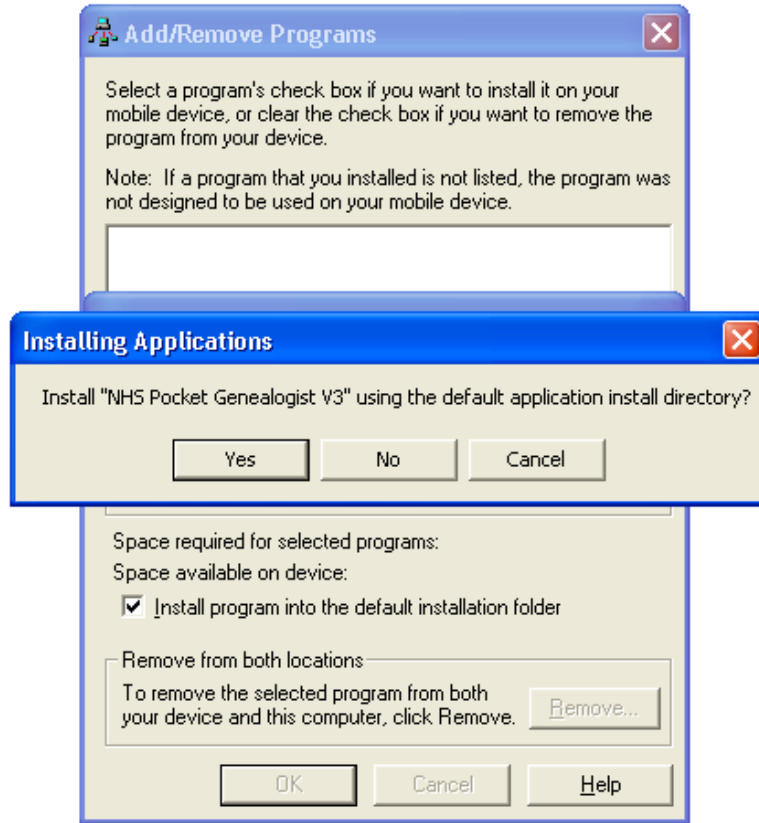 Add/Remove Programs
Select a program's check box if you want to install it on your
mobile device, or clear the check box if you want to remove the
program from your device.
Note: If a program that you installed is not listed, the program was
not designed to be used on your mobile device.
Installing Applications
Install "NHS Pocket Genealogist V3" using the default application install directory?
Yes No Cancel
Space required for selected programs:
Space available on device:
Install program into the default installation folder
Remove from both locations
To remove the selected program from both
your device and this computer, click Remove.
Remove...
OK Cancel Help